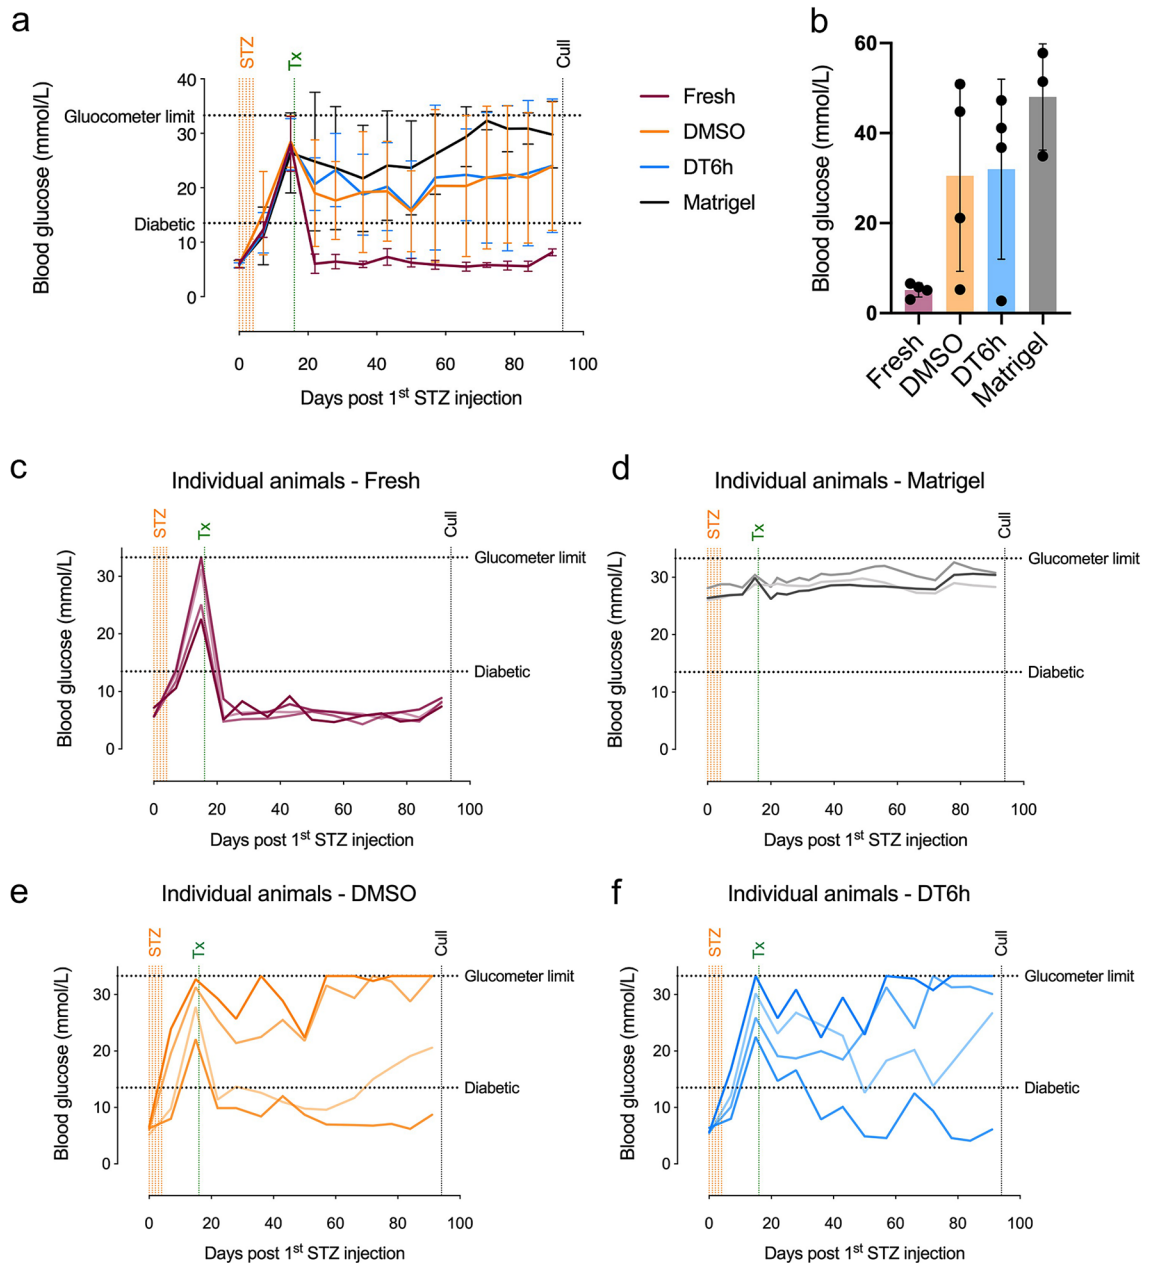 a
STZ
Tx
Cull
40
Gluocometer limit
30
20
Diabetic
10
0
Blood glucose (mmol/L)
0 20 40 60 80 100
Days post 1st STZ injection
Fresh
DMSO
DT6h
Matrigel
b
60
40
20
0
Blood glucose (mmol/L)
Fresh
DMSO
DT6h
Matrigel
c
Individual animals - Fresh
STZ
Tx
Cull
Glucometer limit
30
20
Diabetic
10
0
Blood glucose (mmol/L)
0 20 40 60 80 100
Days post 1st STZ injection
d
Individual animals - Matrigel
STZ
Tx
Cull
Glucometer limit
30
20
Diabetic
10
0
Blood glucose (mmol/L)
0 20 40 60 80 100
Days post 1st STZ injection
e
Individual animals - DMSO
STZ
Tx
Cull
Glucometer limit
30
20
Diabetic
10
0
Blood glucose (mmol/L)
0 20 40 60 80 100
Days post 1st STZ injection
f
Individual animals - DT6h
STZ
Tx
Cull
Glucometer limit
30
20
Diabetic
10
0
Blood glucose (mmol/L)
0 20 40 60 80 100
Days post 1st STZ injection